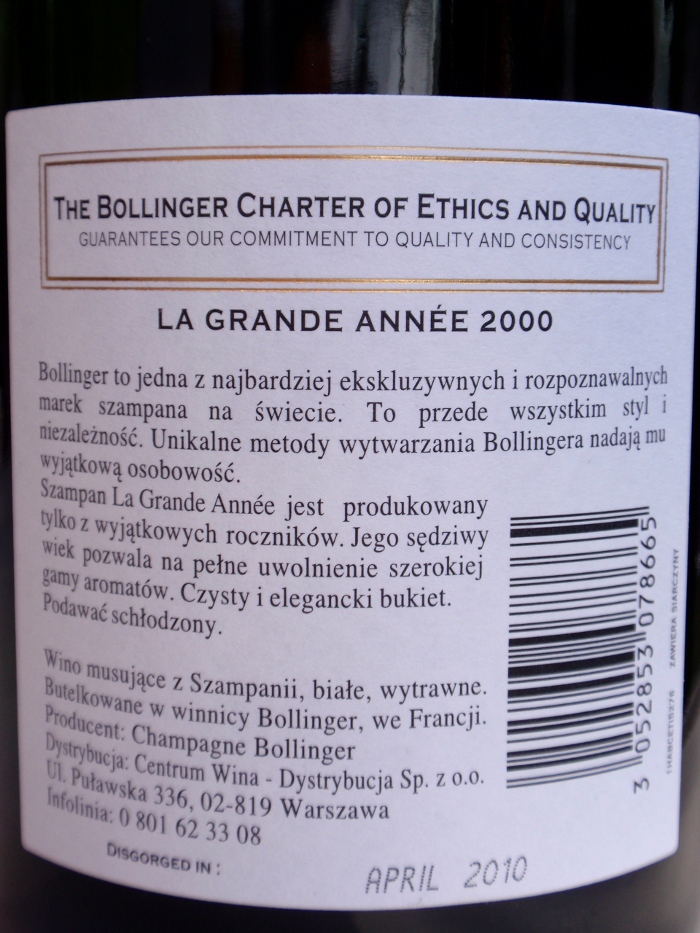 THE BOLLINGER CHARTER OF ETHICS AND QUALITY
GUARANTEES OUR COMMITMENT TO QUALITY AND CONSISTENCY
LA GRANDE ANNÉE 2000
Bollinger to jedna z najbardziej ekskluzywnych i rozpoznawalnych
marek szampana na świecie. To przede wszystkim styl i
niezależność. Unikalne metody wytwarzania Bollingera nadają mu
wyjątkową osobowość.
Szampan La Grande Année jest produkowany
tylko z wyjątkowych roczników. Jego sędziwy
wiek pozwala na pełne uwolnienie szerokiej
gamy aromatów. Czysty i elegancki bukiet.
Podawać schłodzony.
Wino musujące z Szampanii, białe, wytrawne.
Butelkowane w winnicy Bollinger, we Francji.
Producent: Champagne Bollinger
Dystrybucja: Centrum Wina - Dystrybucja Sp. z o.o.
Ul. Puławska 336, 02-819 Warszawa
Infolinia: 0 801 62 33 08
DISGORGED IN : APRIL 2010
3 052853 078665
ZAWIERA SIARCZYNY